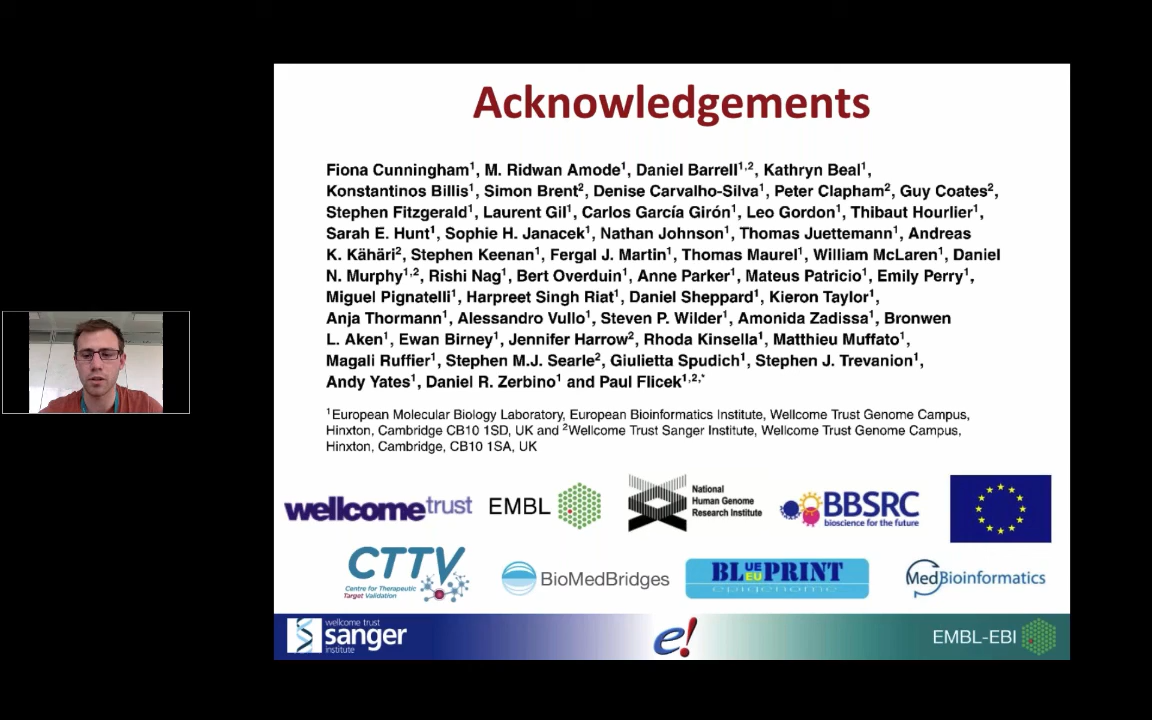 Acknowledgements
Fiona Cunningham1, M. Ridwan Amode1, Daniel Barrell1,2, Kathryn Beal1,
Konstantinos Billis1, Simon Brent2, Denise Carvalho-Silva1, Peter Clapham2, Guy Coates2,
Stephen Fitzgerald1, Laurent Gil1, Carlos García Girón1, Leo Gordon1, Thibaut Hourlier1,
Sarah E. Hunt1, Sophie H. Janacek1, Nathan Johnson1, Thomas Juettemann1, Andreas
K. Kähäri2, Stephen Keenan1, Fergal J. Martin1, Thomas Maurel1, William McLaren1, Daniel
N. Murphy1,2, Rishi Nag1, Bert Overduin1, Anne Parker1, Mateus Patricio1, Emily Perry1,
Miguel Pignatelli1, Harpreet Singh Riat1, Daniel Sheppard1, Kieron Taylor1,
Anja Thormann1, Alessandro Vullo1, Steven P. Wilder1, Amonida Zadissa1, Bronwen
L. Aken1, Ewan Birney1, Jennifer Harrow2, Rhoda Kinsella1, Matthieu Muffato1,
Magali Ruffier1, Stephen M.J. Searle2, Giulietta Spudich1, Stephen J. Trevanion1,
Andy Yates1, Daniel R. Zerbino1 and Paul Flicek1,2,*
1European Molecular Biology Laboratory, European Bioinformatics Institute, Wellcome Trust Genome Campus,
Hinxton, Cambridge CB10 1SD, UK and 2Wellcome Trust Sanger Institute, Wellcome Trust Genome Campus,
Hinxton, Cambridge, CB10 1SA, UK
wellcometrust
EMBL
National
Human Genome
Research Institute
BBSRC
bioscience for the future
CTTV
Centre for Therapeutic
Target Validation
BioMedBridges
BLUEPRINT
EU
epigenome
MedBioinformatics
wellcome trust
sanger
institute
e!
EMBL-EBI